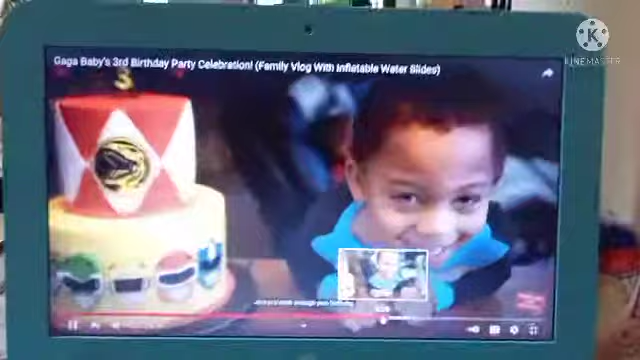 KINEMASTER
Gaga Baby's 3rd Birthday Party Celebration! (Family Vlog With Inflatable Water Slides)
3